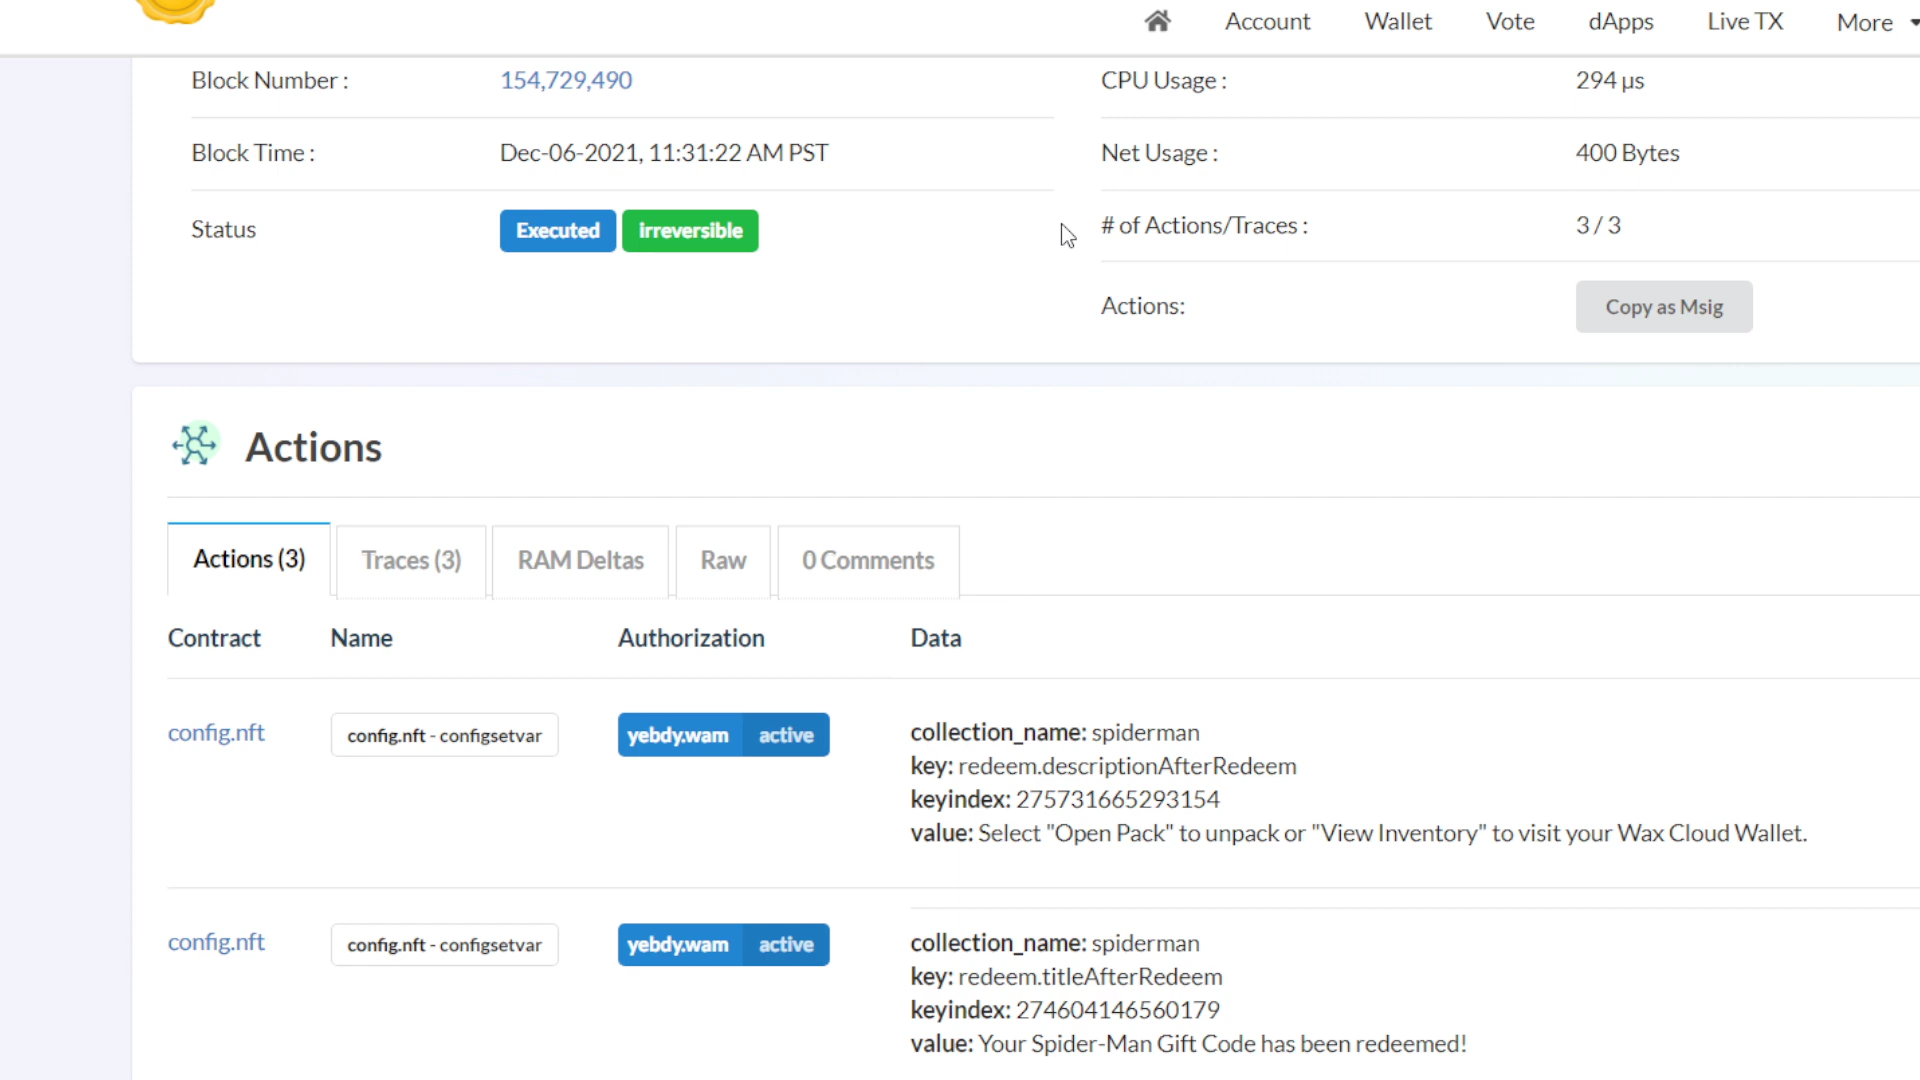 Account Wallet Vote dApps Live TX More
Block Number : 154,729,490
CPU Usage : 294 µs
Block Time : Dec-06-2021, 11:31:22 AM PST
Net Usage : 400 Bytes
Status Executed irreversible
# of Actions/Traces : 3 / 3
Actions: Copy as Msig
Actions
Actions (3) Traces (3) RAM Deltas Raw 0 Comments
Contract Name Authorization Data
config.nft config.nft - configsetvar yebdy.wam active collection_name: spiderman
key: redeem.descriptionAfterRedeem
keyindex: 275731665293154
value: Select "Open Pack" to unpack or "View Inventory" to visit your Wax Cloud Wallet.
config.nft config.nft - configsetvar yebdy.wam active collection_name: spiderman
key: redeem.titleAfterRedeem
keyindex: 274604146560179
value: Your Spider-Man Gift Code has been redeemed!